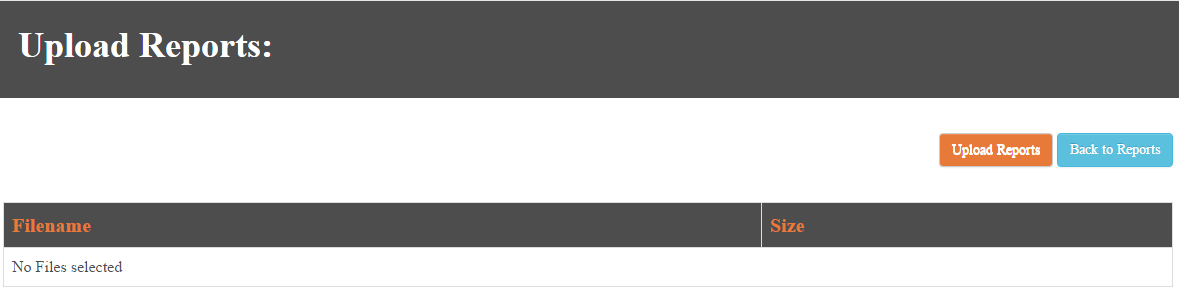 Upload Reports:
Upload Reports Back to Reports
Filename Size
No Files selected